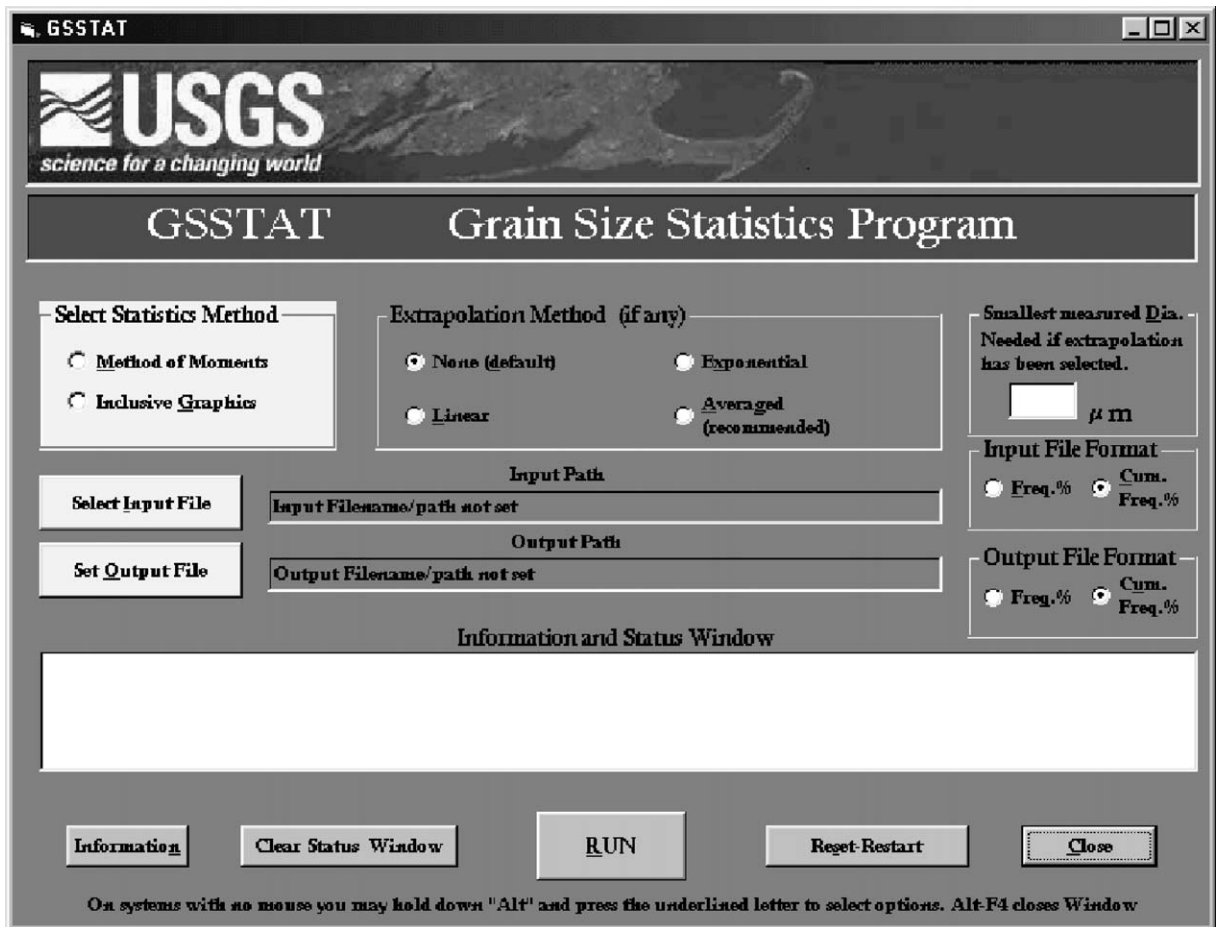 GSSTAT
USGS
science for a changing world
GSSTAT Grain Size Statistics Program
Select Statistics Method
Method of Moments
Inclusive Graphics
Extrapolation Method (if any)
None (default)
Exponential
Linear
Averaged
(recommended)
Smallest measured Dia.
Needed if extrapolation
has been selected.
μm
Input File Format
Freq.%
Cum.
Freq.%
Select Input File
Input Path
Input Filename/path not set
Set Output File
Output Path
Output Filename/path not set
Output File Format
Freq.%
Cum.
Freq.%
Information and Status Window
Information
Clear Status Window
RUN
Reset-Restart
Close
On systems with no mouse you may hold down "Alt" and press the underlined letter to select options. Alt-F4 closes Window